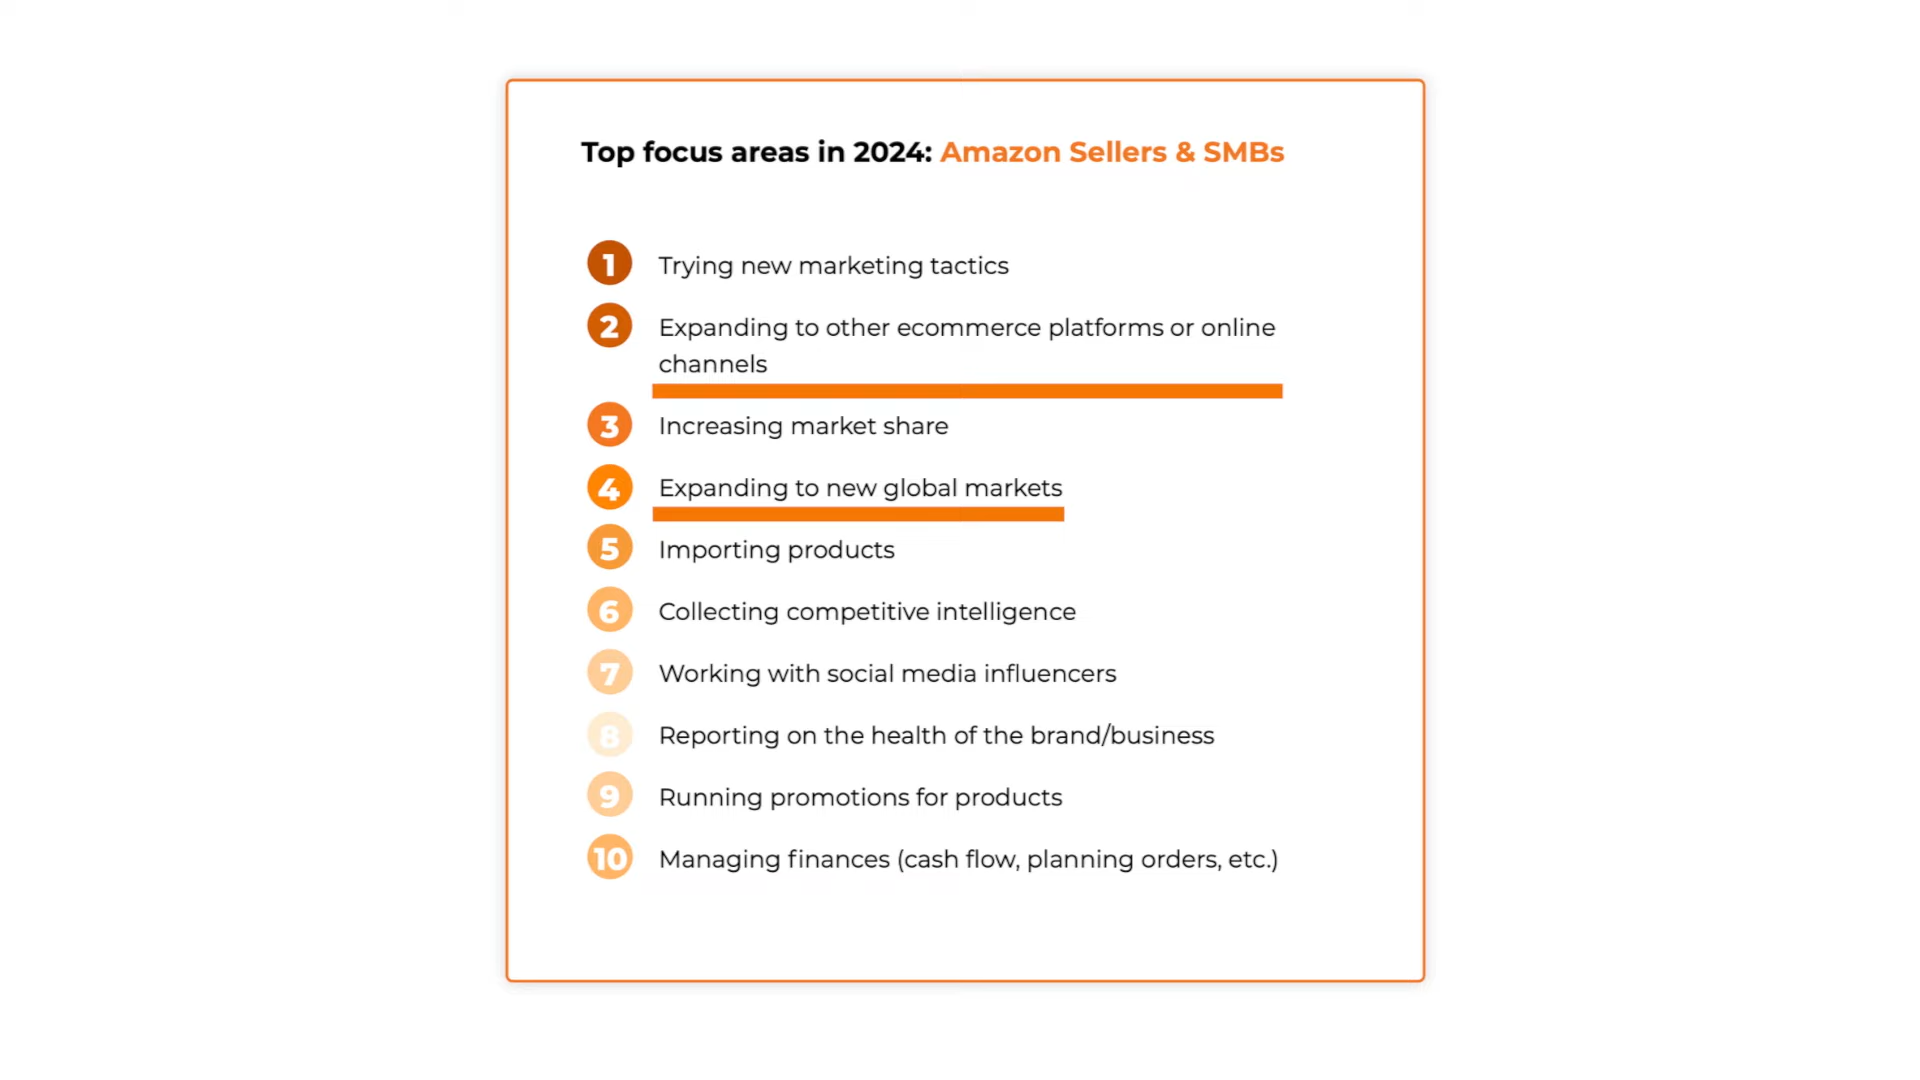 Top focus areas in 2024: Amazon Sellers & SMBs
1 Trying new marketing tactics
2 Expanding to other ecommerce platforms or online
channels
3 Increasing market share
4 Expanding to new global markets
5 Importing products
6 Collecting competitive intelligence
7 Working with social media influencers
8 Reporting on the health of the brand/business
9 Running promotions for products
10 Managing finances (cash flow, planning orders, etc.)